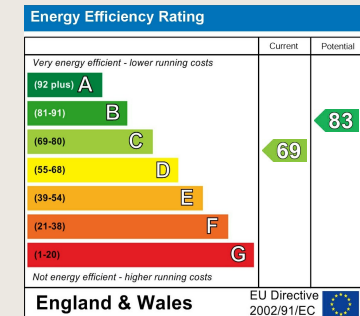 Energy Efficiency Rating
Current Potential
Very energy efficient - lower running costs
(92 plus) A
(81-91) B
83
(69-80) C
69
(55-68) D
(39-54) E
(21-38) F
(1-20) G
Not energy efficient - higher running costs
England & Wales
EU Directive
2002/91/EC